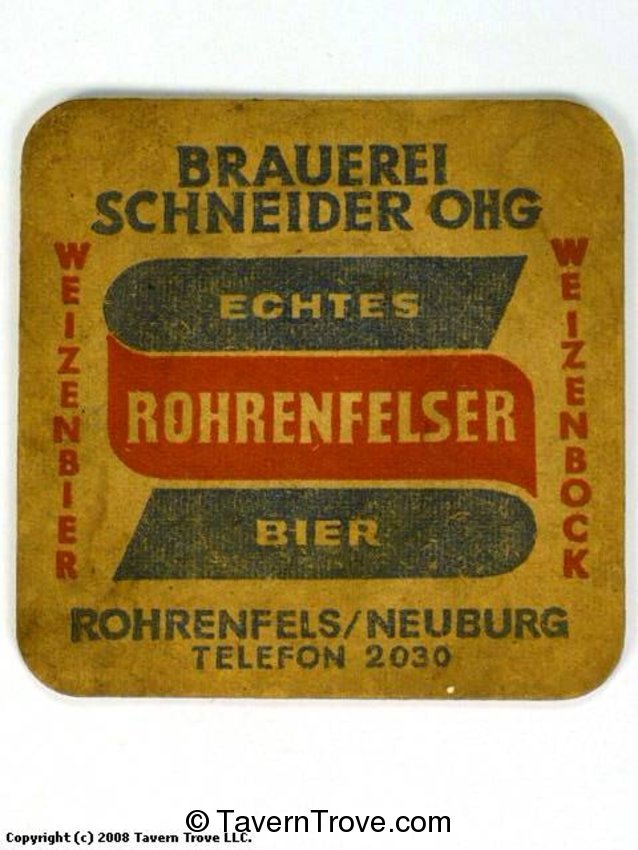 BRAUEREI
SCHNEIDER OHG
WEIZENBIER
ECHTES
ROHRENFELSER
BIER
WEIZENBOCK
ROHRENFELS/NEUBURG
TELEFON 2030
© TavernTrove.com
Copyright (c) 2008 Tavern Trove LLC.